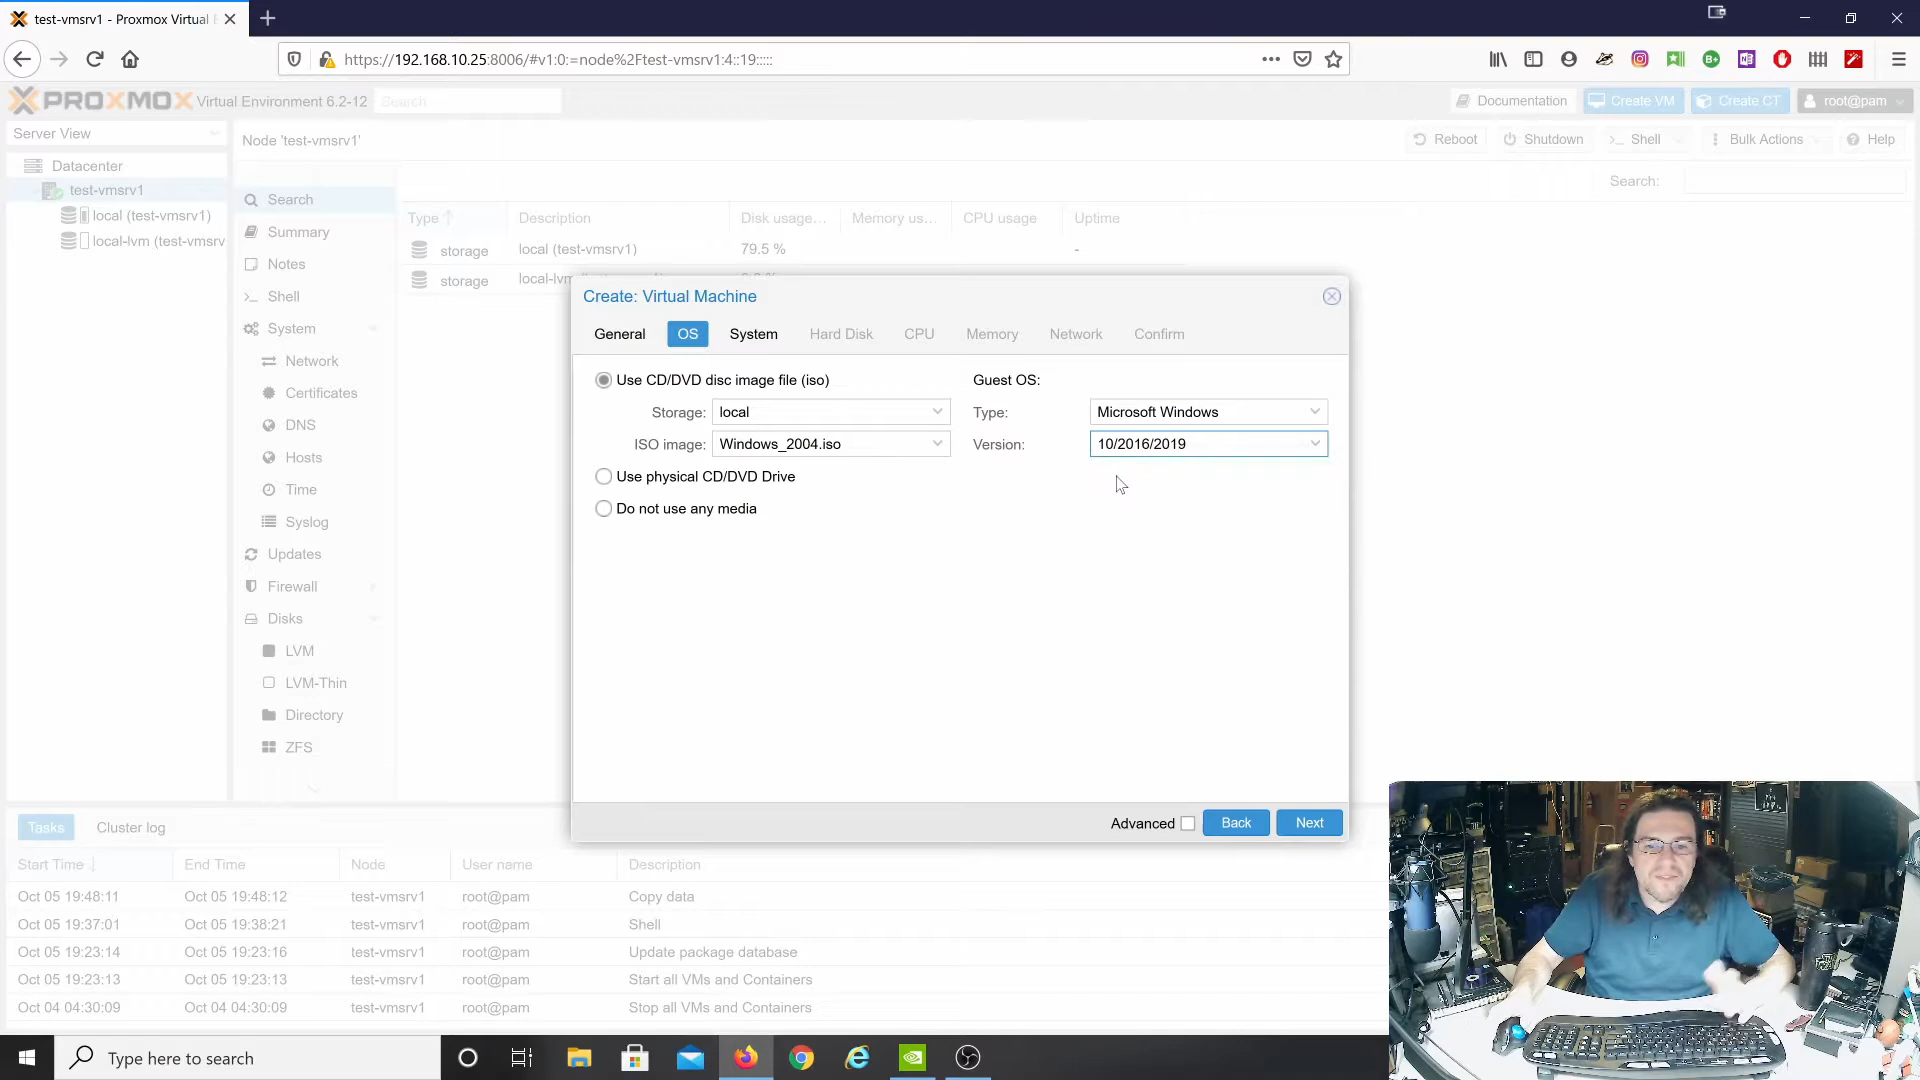 test-vmsrv1 - Proxmox Virtual
https://192.168.10.25:8006/#v1:0:=node%2Ftest-vmsrv1:4::19:::::
PROXMOX Virtual Environment 6.2-12
Search
Documentation
Create VM
Create CT
root@pam
Server View
Node 'test-vmsrv1'
Reboot
Shutdown
Shell
Bulk Actions
Help
Datacenter
test-vmsrv1
local (test-vmsrv1)
local-lvm (test-vmsrv
Search
Summary
Notes
Shell
System
Network
Certificates
DNS
Hosts
Time
Syslog
Updates
Firewall
Disks
LVM
LVM-Thin
Directory
ZFS
Search:
Type Description Disk usage... Memory us... CPU usage Uptime
storage local (test-vmsrv1) 79.5 % -
storage local-lvm
Create: Virtual Machine
General OS System Hard Disk CPU Memory Network Confirm
Use CD/DVD disc image file (iso)
Storage: local
ISO image: Windows_2004.iso
Use physical CD/DVD Drive
Do not use any media
Guest OS:
Type: Microsoft Windows
Version: 10/2016/2019
Advanced Back Next
Tasks Cluster log
Start Time End Time Node User name Description
Oct 05 19:48:11 Oct 05 19:48:12 test-vmsrv1 root@pam Copy data
Oct 05 19:37:01 Oct 05 19:38:21 test-vmsrv1 root@pam Shell
Oct 05 19:23:14 Oct 05 19:23:16 test-vmsrv1 root@pam Update package database
Oct 05 19:23:13 Oct 05 19:23:13 test-vmsrv1 root@pam Start all VMs and Containers
Oct 04 04:30:09 Oct 04 04:30:09 test-vmsrv1 root@pam Stop all VMs and Containers
Type here to search